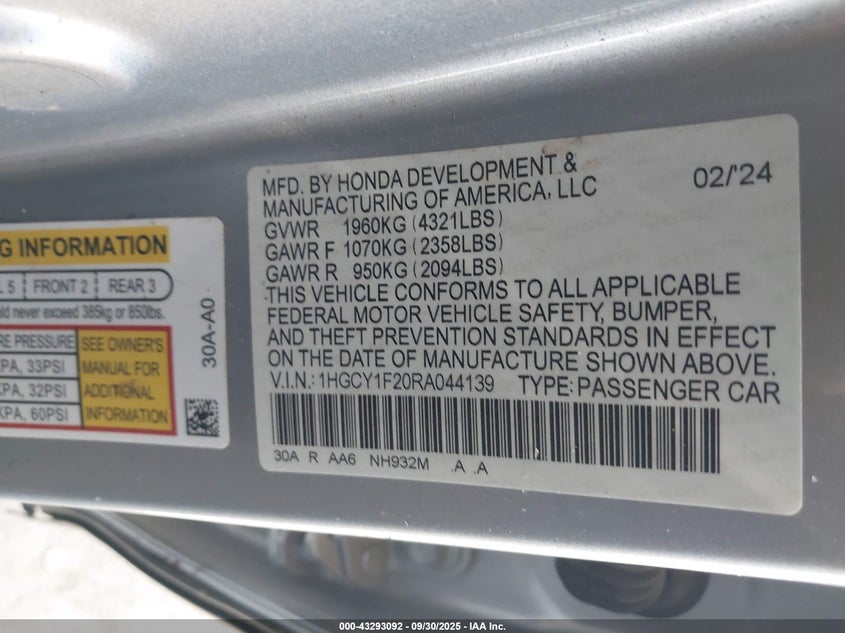 G INFORMATION
L 5 FRONT 2 REAR 3
never exceed 385kg or 850lbs.
PRESSURE SEE OWNER'S
KPA, 33PSI MANUAL FOR
KPA, 32PSI ADDITIONAL
KPA, 60PSI INFORMATION
30A-A0
MFD. BY HONDA DEVELOPMENT & 02/'24
MANUFACTURING OF AMERICA, LLC
GVWR 1960KG (4321LBS)
GAWR F 1070KG (2358LBS)
GAWR R 950KG (2094LBS)
THIS VEHICLE CONFORMS TO ALL APPLICABLE
FEDERAL MOTOR VEHICLE SAFETY, BUMPER,
AND THEFT PREVENTION STANDARDS IN EFFECT
ON THE DATE OF MANUFACTURE SHOWN ABOVE.
V.I.N.: 1HGCY1F20RA044139 TYPE: PASSENGER CAR
30A R AA6 NH932M .A .A
000-43293092 - 09/30/2025 - IAA Inc.